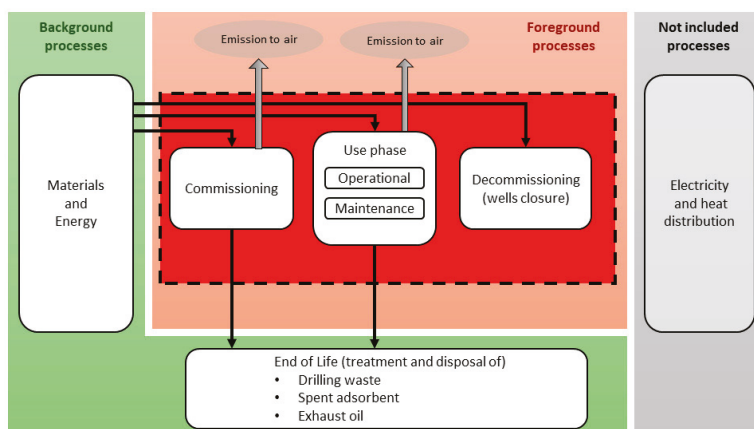 Background
processes
Emission to air
Emission to air
Foreground
processes
Not included
processes
Materials
and
Energy
Commissioning
Use phase
Operational
Maintenance
Decommissioning
(wells closure)
Electricity
and heat
distribution
End of Life (treatment and disposal of)
• Drilling waste
• Spent adsorbent
• Exhaust oil